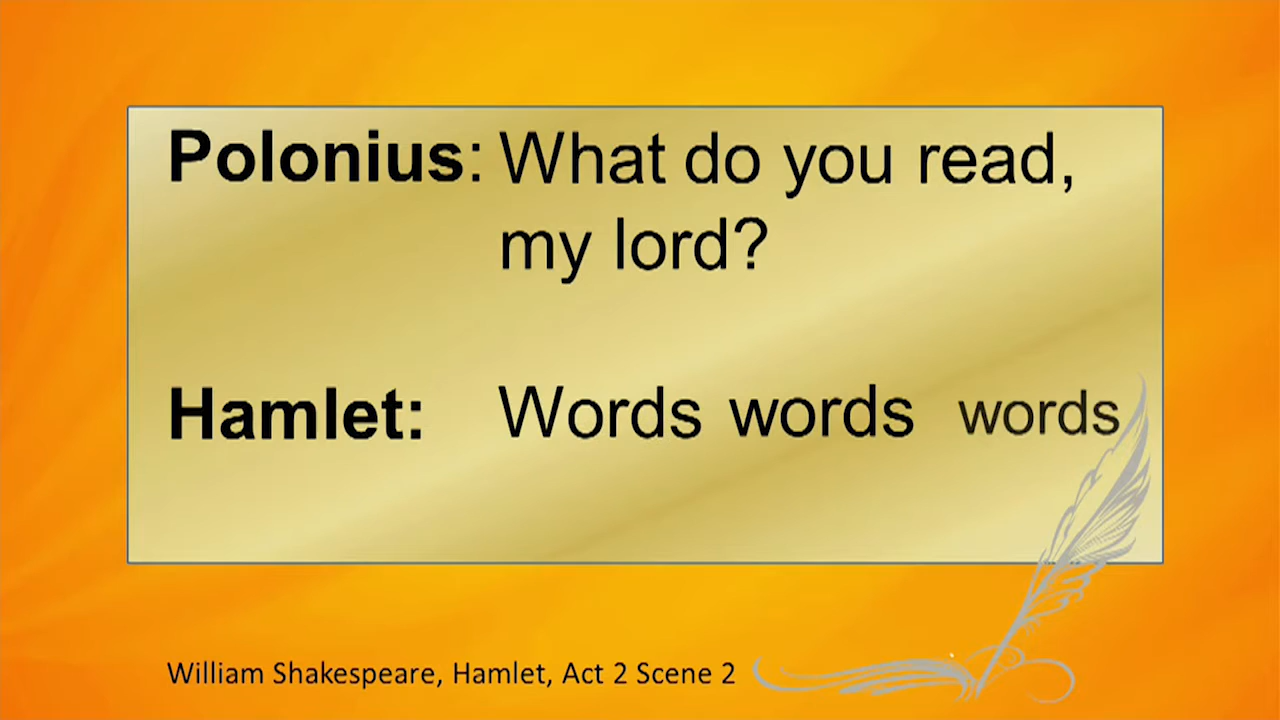 Polonius: What do you read,
my lord?
Hamlet: Words words words
William Shakespeare, Hamlet, Act 2 Scene 2